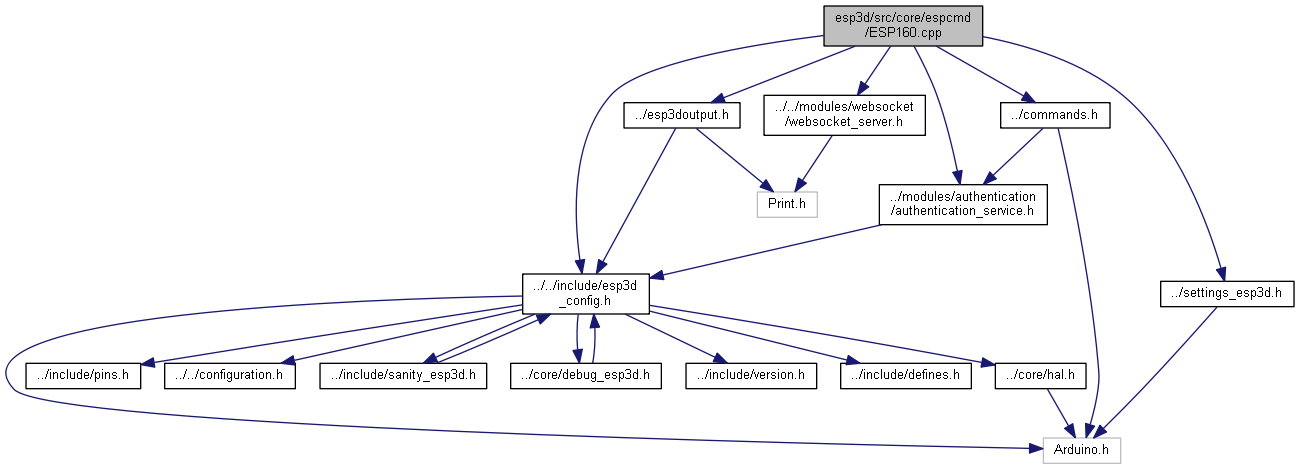 esp3d/src/core/espcmd
/ESP160.cpp
../esp3doutput.h
../../modules/websocket
/websocket_server.h
../commands.h
Print.h
../modules/authentication
/authentication_service.h
../../include/esp3d
_config.h
../settings_esp3d.h
../include/pins.h
../../configuration.h
../include/sanity_esp3d.h
../core/debug_esp3d.h
../include/version.h
../include/defines.h
../core/hal.h
Arduino.h